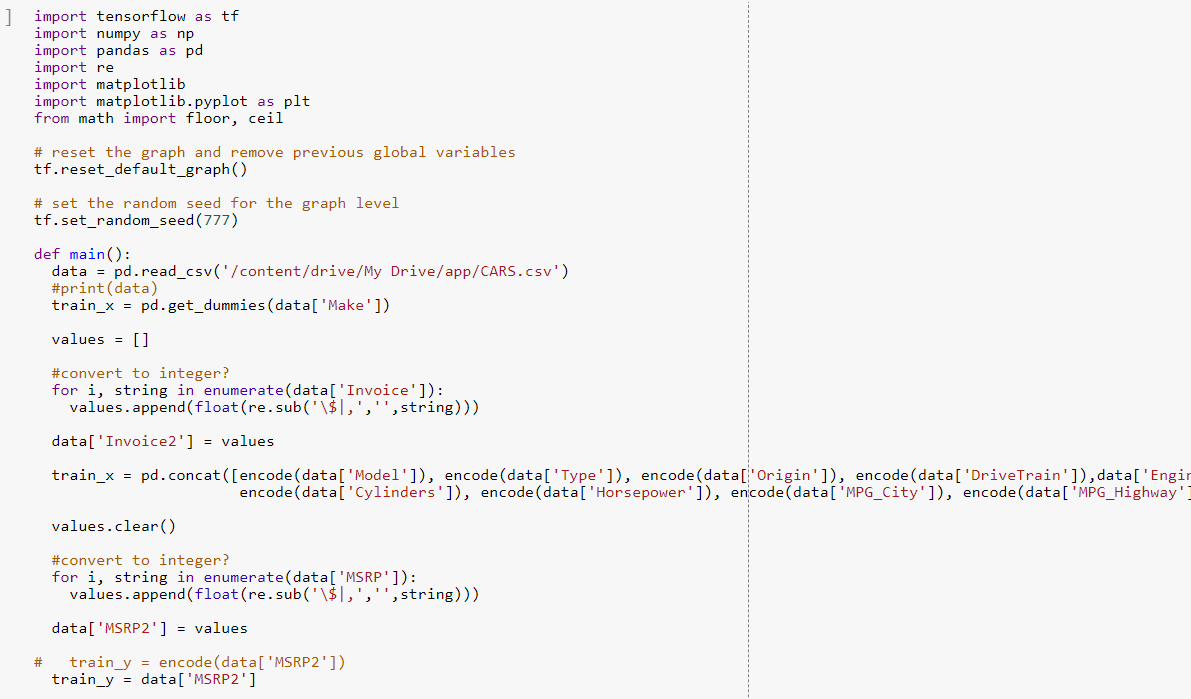 ] import tensorflow as tf
import numpy as np
import pandas as pd
import re
import matplotlib
import matplotlib.pyplot as plt
from math import floor, ceil
# reset the graph and remove previous global variables
tf.reset_default_graph()
# set the random seed for the graph level
tf.set_random_seed(777)
def main():
data = pd.read_csv('/content/drive/My Drive/app/CARS.csv')
#print(data)
train_x = pd.get_dummies(data['Make'])
values = []
#convert to integer?
for i, string in enumerate(data['Invoice']):
values.append(float(re.sub('\$|,','',string)))
data['Invoice2'] = values
train_x = pd.concat([encode(data['Model']), encode(data['Type']), encode(data['Origin']), encode(data['DriveTrain']),data['Engin
encode(data['Cylinders']), encode(data['Horsepower']), encode(data['MPG_City']), encode(data['MPG_Highway']
values.clear()
#convert to integer?
for i, string in enumerate(data['MSRP']):
values.append(float(re.sub('\$|,','',string)))
data['MSRP2'] = values
#   train_y = encode(data['MSRP2'])
train_y = data['MSRP2']